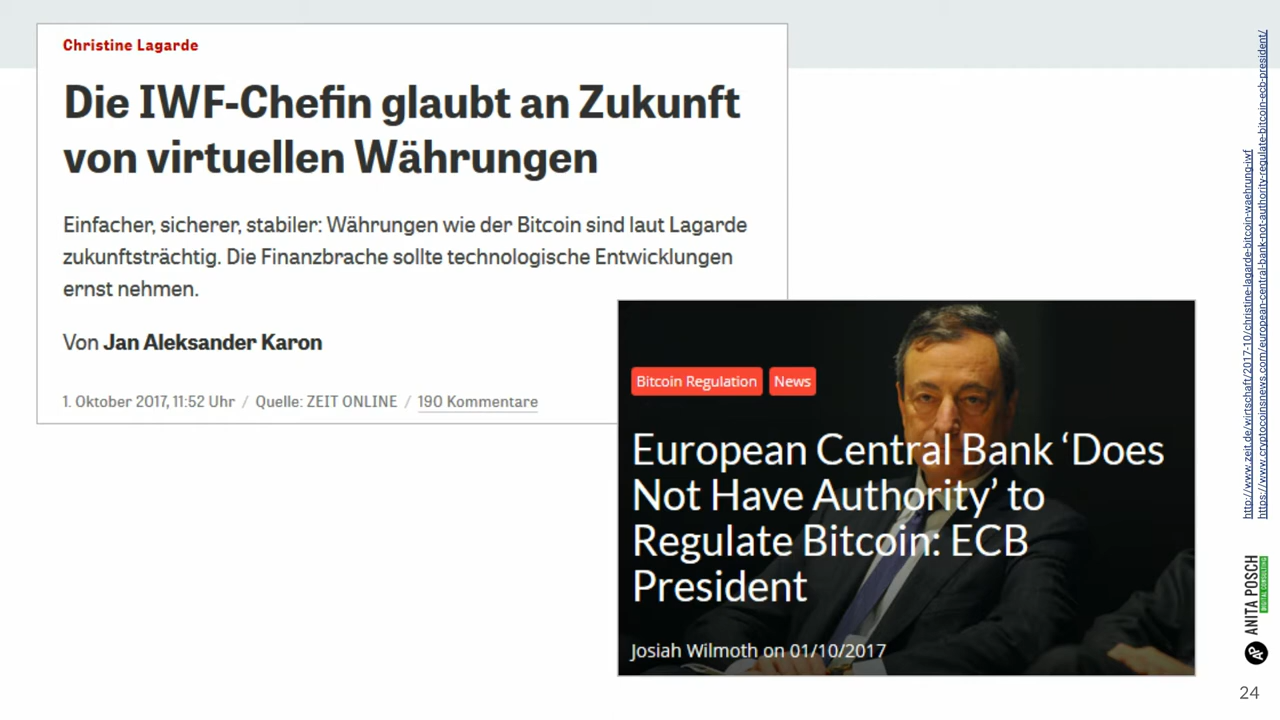 Christine Lagarde
Die IWF-Chefin glaubt an Zukunft
von virtuellen Währungen
Einfacher, sicherer, stabiler: Währungen wie der Bitcoin sind laut Lagarde
zukunftsträchtig. Die Finanzbrache sollte technologische Entwicklungen
ernst nehmen.
Von Jan Aleksander Karon
1. Oktober 2017, 11:52 Uhr / Quelle: ZEIT ONLINE / 190 Kommentare
Bitcoin Regulation News
European Central Bank ‘Does
Not Have Authority’ to
Regulate Bitcoin: ECB
President
Josiah Wilmoth on 01/10/2017
http://www.zeit.de/wirtschaft/2017-10/christine-lagarde-bitcoin-waehrung-iwf
https://www.cryptocoinsnews.com/european-central-bank-not-authority-regulate-bitcoin-ecb-president/
ANITA POSCH
DIGITAL CONSULTING
AP
24